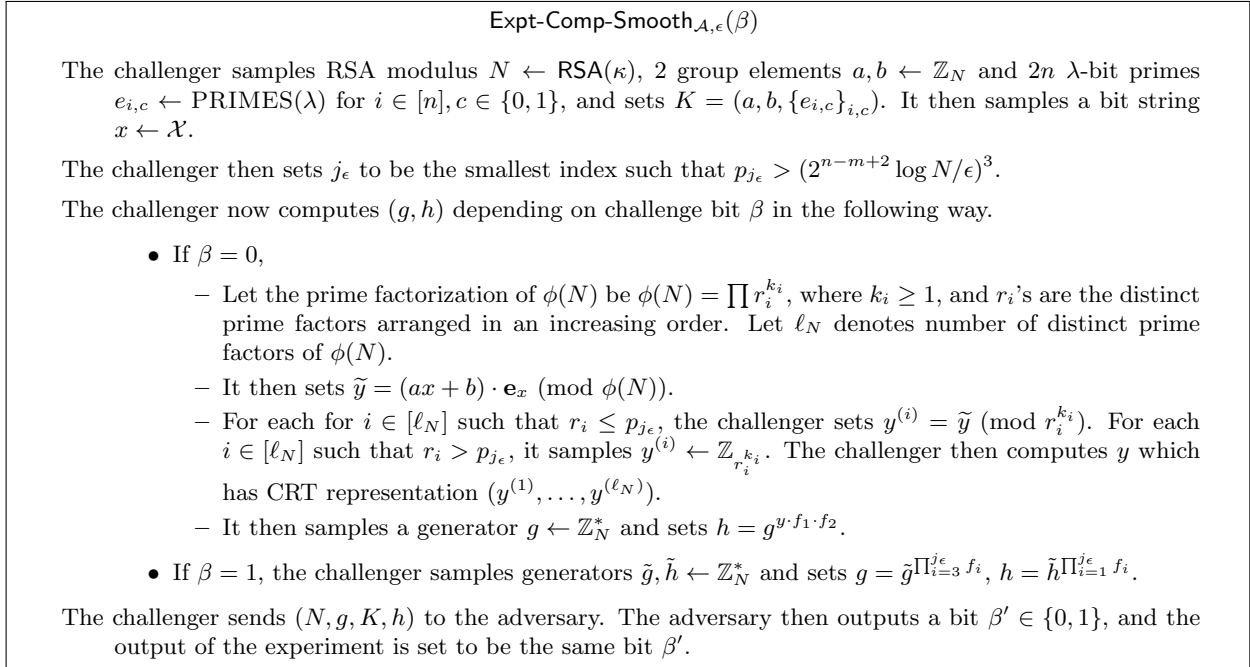 Expt-Comp-Smooth_{𝒜,ϵ}(β)
The challenger samples RSA modulus N ← RSA(κ), 2 group elements a, b ← ℤ_N and 2n λ-bit primes
e_{i,c} ← PRIMES(λ) for i ∈ [n], c ∈ {0, 1}, and sets K = (a, b, {e_{i,c}}_{i,c}). It then samples a bit string
x ← 𝒳.
The challenger then sets j_ϵ to be the smallest index such that p_{j_ϵ} > (2^{n−m+2} log N/ϵ)^3.
The challenger now computes (g, h) depending on challenge bit β in the following way.
• If β = 0,
– Let the prime factorization of ϕ(N) be ϕ(N) = ∏ r_i^{k_i}, where k_i ≥ 1, and r_i's are the distinct
prime factors arranged in an increasing order. Let ℓ_N denotes number of distinct prime
factors of ϕ(N).
– It then sets ỹ = (ax + b) · 𝐞_x (mod ϕ(N)).
– For each for i ∈ [ℓ_N] such that r_i ≤ p_{j_ϵ}, the challenger sets y^{(i)} = ỹ (mod r_i^{k_i}). For each
i ∈ [ℓ_N] such that r_i > p_{j_ϵ}, it samples y^{(i)} ← ℤ_{r_i^{k_i}}. The challenger then computes y which
has CRT representation (y^{(1)}, . . . , y^{(ℓ_N)}).
– It then samples a generator g ← ℤ_N^* and sets h = g^{y·f_1·f_2}.
• If β = 1, the challenger samples generators g̃, h̃ ← ℤ_N^* and sets g = g̃^{∏_{i=3}^{j_ϵ} f_i}, h = h̃^{∏_{i=1}^{j_ϵ} f_i}.
The challenger sends (N, g, K, h) to the adversary. The adversary then outputs a bit β′ ∈ {0, 1}, and the
output of the experiment is set to be the same bit β′.